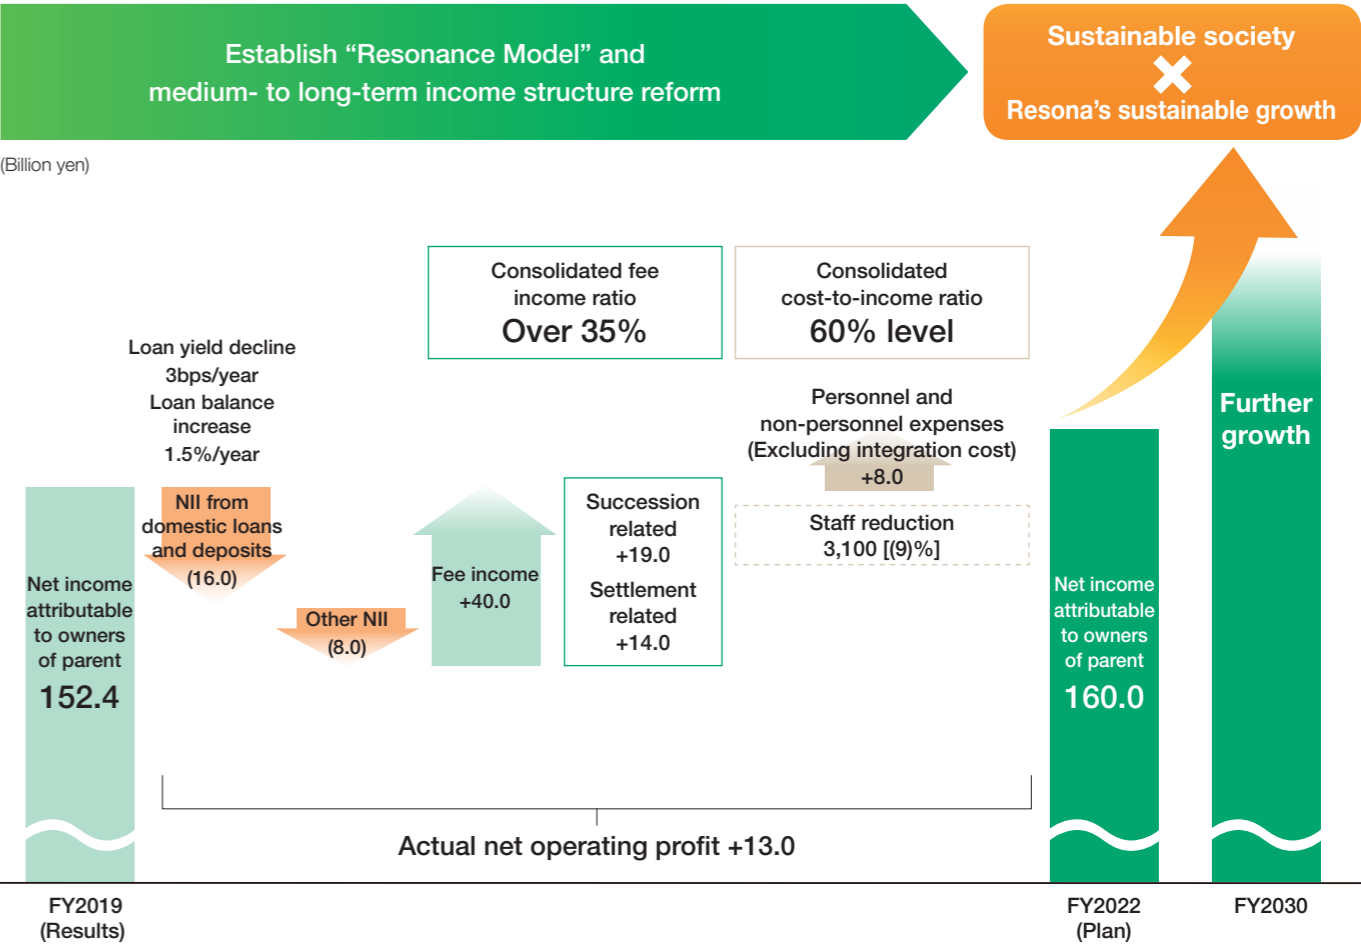 Establish “Resonance Model” and
medium- to long-term income structure reform
Sustainable society
Resona’s sustainable growth
(Billion yen)
Consolidated fee
income ratio
Over 35%
Consolidated
cost-to-income ratio
60% level
Loan yield decline
3bps/year
Loan balance
increase
1.5%/year
Personnel and
non-personnel expenses
(Excluding integration cost)
+8.0
Further
growth
NII from
domestic loans
and deposits
(16.0)
Other NII
(8.0)
Fee income
+40.0
Succession
related
+19.0
Settlement
related
+14.0
Staff reduction
3,100 [(9)%]
Net income
attributable
to owners
of parent
152.4
Net income
attributable
to owners
of parent
160.0
Actual net operating profit +13.0
FY2019
(Results)
FY2022
(Plan)
FY2030